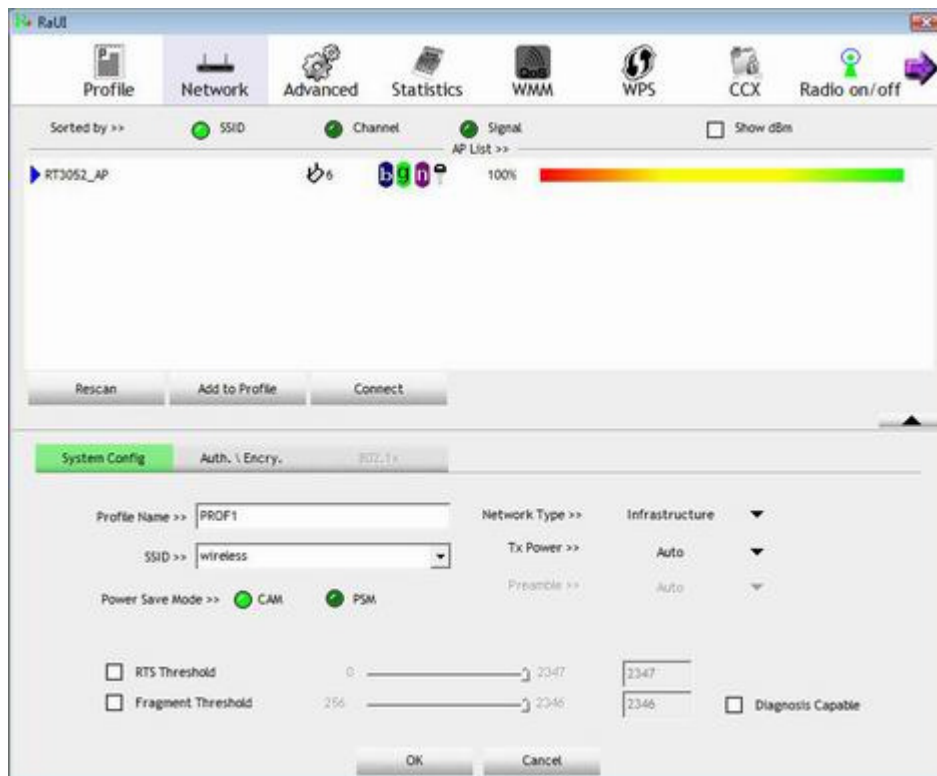 RaUI
Profile Network Advanced Statistics QoS WMM WPS CCX Radio on/off
Sorted by >> SSID Channel Signal Show dBm
AP List >>
RT3052_AP 6 b g n 100%
Rescan Add to Profile Connect
System Config Auth. \ Encry. 802.1x
Profile Name >> PROF1 Network Type >> Infrastructure
SSID >> wireless Tx Power >> Auto
Preamble >> Auto
Power Save Mode >> CAM PSM
RTS Threshold 0 2347 2347
Fragment Threshold 256 2346 2346 Diagnosis Capable
OK Cancel